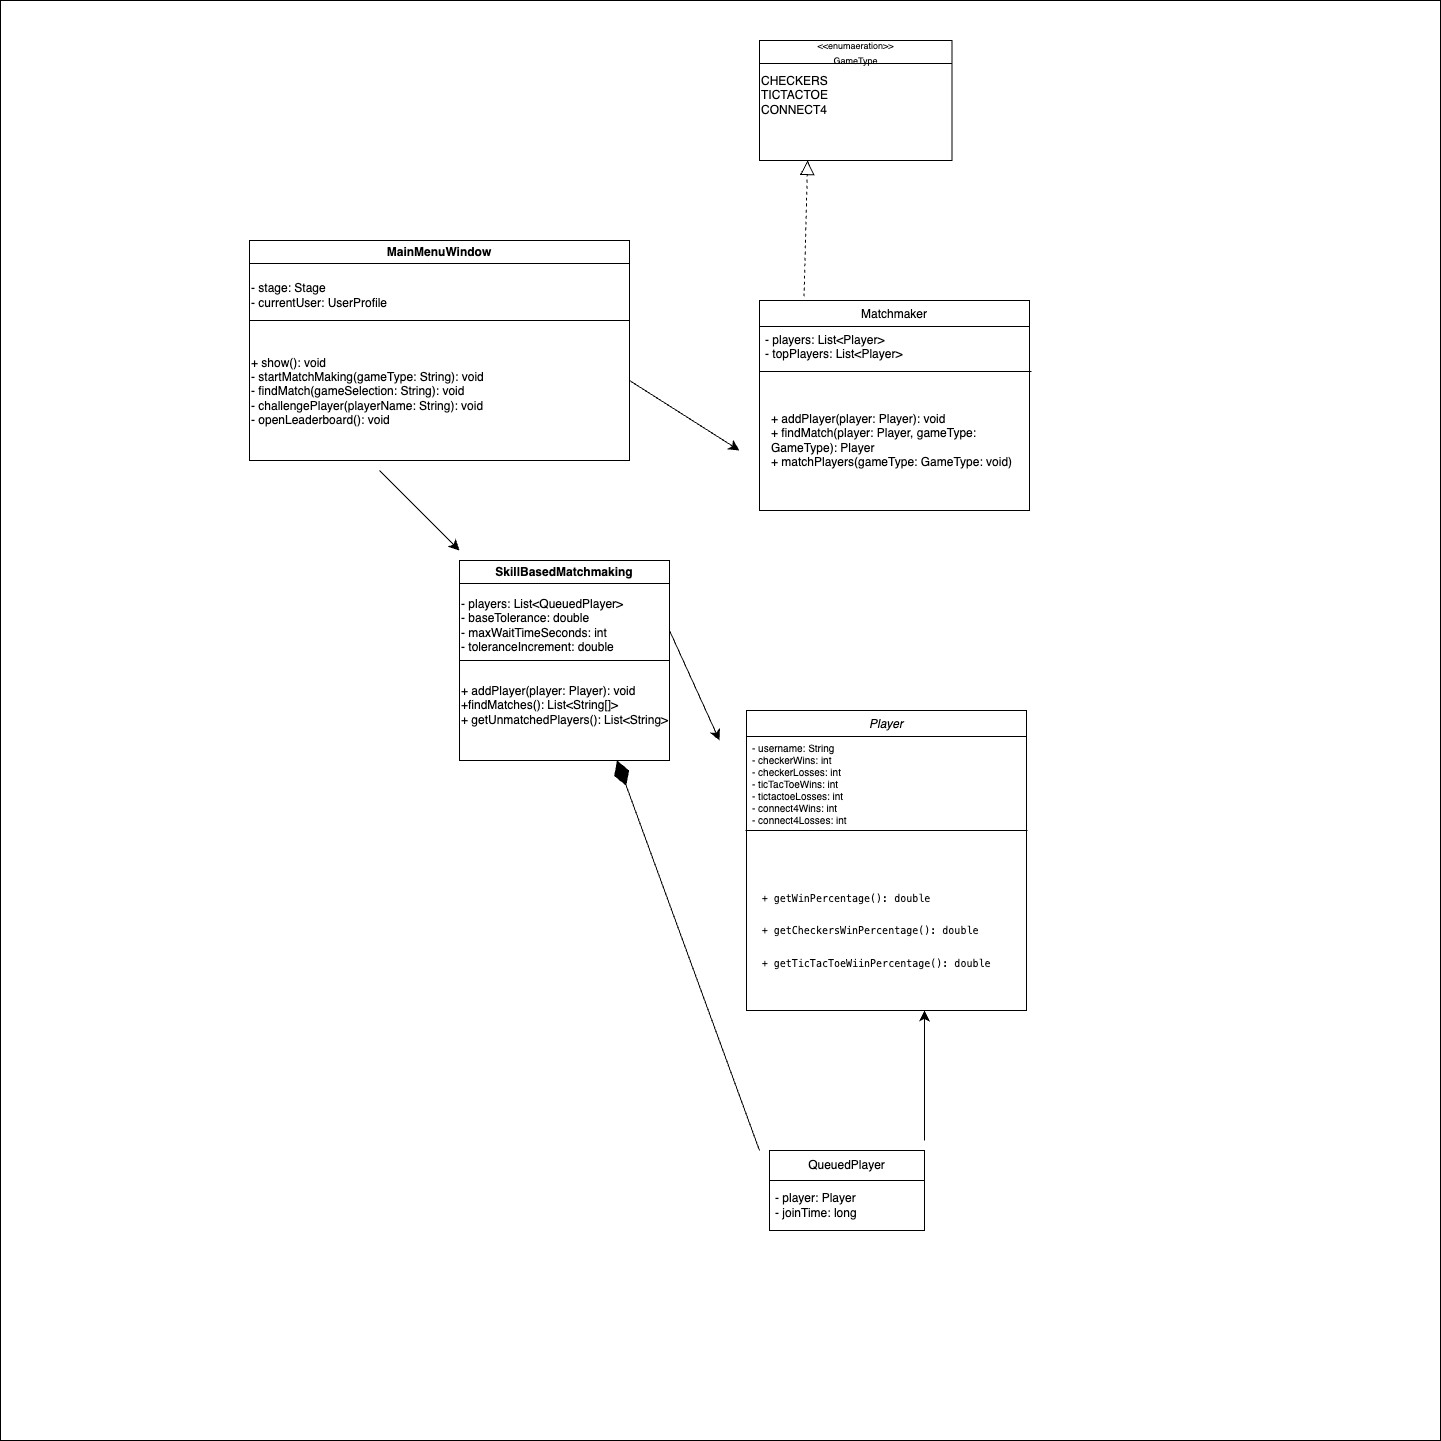 <<enumaeration>>
GameType
CHECKERS
TICTACTOE
CONNECT4
MainMenuWindow
- stage: Stage
- currentUser: UserProfile
+ show(): void
- startMatchMaking(gameType: String): void
- findMatch(gameSelection: String): void
- challengePlayer(playerName: String): void
- openLeaderboard(): void
Matchmaker
- players: List<Player>
- topPlayers: List<Player>
+ addPlayer(player: Player): void
+ findMatch(player: Player, gameType:
GameType): Player
+ matchPlayers(gameType: GameType: void)
SkillBasedMatchmaking
- players: List<QueuedPlayer>
- baseTolerance: double
- maxWaitTimeSeconds: int
- toleranceIncrement: double
+ addPlayer(player: Player): void
+findMatches(): List<String[]>
+ getUnmatchedPlayers(): List<String>
Player
- username: String
- checkerWins: int
- checkerLosses: int
- ticTacToeWins: int
- tictactoeLosses: int
- connect4Wins: int
- connect4Losses: int
+ getWinPercentage(): double
+ getCheckersWinPercentage(): double
+ getTicTacToeWiinPercentage(): double
QueuedPlayer
- player: Player
- joinTime: long